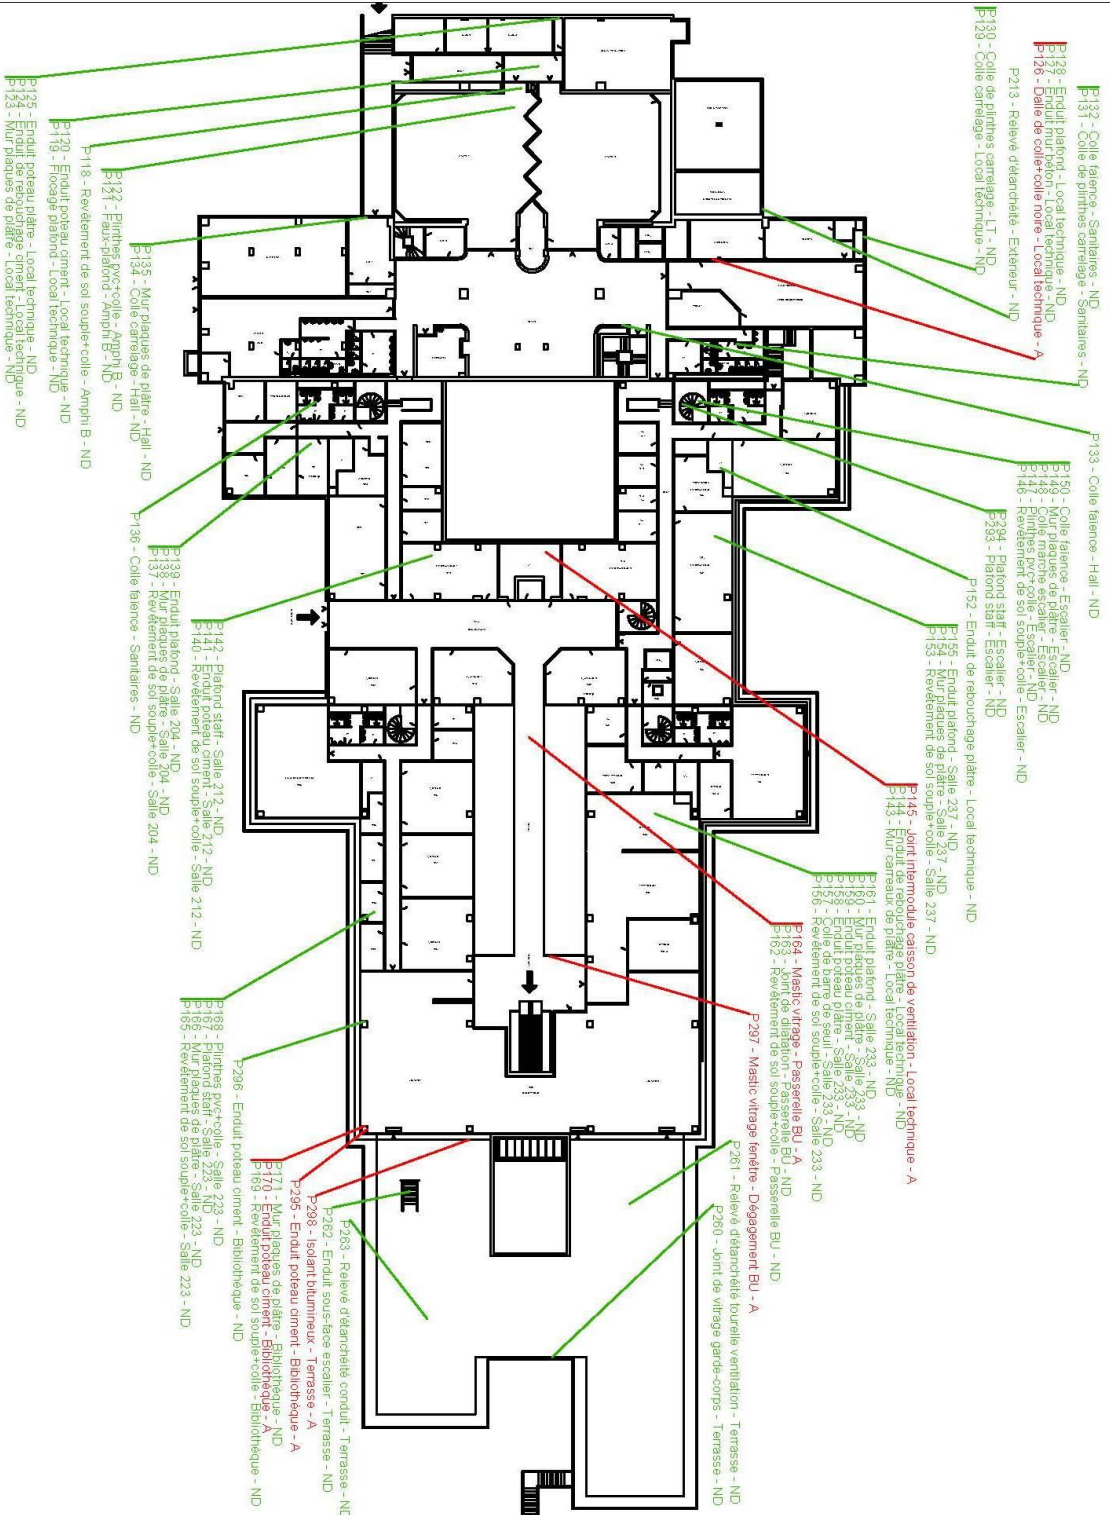 P130 - Colle de plinthes carrelage - LT - ND
P129 - Colle carrelage - Local technique - ND
P132 - Colle faïence - Sanitaires - ND
P131 - Colle de plinthes carrelage - Sanitaires - ND
P128 - Enduit plafond - Local technique - ND
P127 - Enduit mur béton - Local technique - ND
P126 - Dalle de colle+colle noire - Local technique - A
P213 - Relevé d'étanchéité - Extérieur - ND
P133 - Colle faïence - Hall - ND
P150 - Colle faïence - Escalier - ND
P149 - Mur plaques de plâtre - Escalier - ND
P148 - Colle marche escalier - Escalier - ND
P147 - Plinthes pvc+colle - Escalier - ND
P146 - Revêtement de sol souple+colle - Escalier - ND
P294 - Plafond staff - Escalier - ND
P293 - Plafond staff - Escalier - ND
P152 - Enduit de rebouchage plâtre - Local technique - ND
P155 - Enduit plafond - Salle 237 - ND
P154 - Mur plaques de plâtre - Salle 237 - ND
P153 - Revêtement de sol souple+colle - Salle 237 - ND
P145 - Joint intermodule caisson de ventilation - Local technique - A
P144 - Enduit de rebouchage plâtre - Local technique - ND
P143 - Mur carreaux de plâtre - Local technique - ND
P161 - Enduit plafond - Salle 233 - ND
P160 - Mur plaques de plâtre - Salle 233 - ND
P159 - Enduit poteau ciment - Salle 233 - ND
P158 - Enduit poteau plâtre - Salle 233 - ND
P157 - Colle de barre de seuil - Salle 233 - ND
P156 - Revêtement de sol souple+colle - Salle 233 - ND
P164 - Mastic vitrage - Passerelle BU - A
P163 - Joint de dilatation - Passerelle BU - ND
P162 - Revêtement de sol souple+colle - Passerelle BU - ND
P297 - Mastic vitrage fenêtre - Dégagement BU - A
P261 - Relevé d'étanchéité tourelle ventilation - Terrasse - ND
P260 - Joint de vitrage garde-corps - Terrasse - ND
P125 - Enduit poteau plâtre - Local technique - ND
P124 - Enduit de rebouchage ciment - Local technique - ND
P123 - Mur plaques de plâtre - Local technique - ND
P120 - Enduit poteau ciment - Local technique - ND
P119 - Flocage plafond - Local technique - ND
P118 - Revêtement de sol souple+colle - Amphi B - ND
P122 - Plinthes pvc+colle - Amphi B - ND
P121 - Faux-plafond - Amphi B - ND
P135 - Mur plaques de plâtre - Hall - ND
P134 - Colle carrelage - Hall - ND
P136 - Colle faïence - Sanitaires - ND
P139 - Enduit plafond - Salle 204 - ND
P138 - Mur plaques de plâtre - Salle 204 - ND
P137 - Revêtement de sol souple+colle - Salle 204 - ND
P142 - Plafond staff - Salle 212 - ND
P141 - Enduit poteau ciment - Salle 212 - ND
P140 - Revêtement de sol souple+colle - Salle 212 - ND
P168 - Plinthes pvc+colle - Salle 223 - ND
P167 - Plafond staff - Salle 223 - ND
P166 - Mur plaques de plâtre - Salle 223 - ND
P165 - Revêtement de sol souple+colle - Salle 223 - ND
P296 - Enduit poteau ciment - Bibliothèque - ND
P171 - Mur plaques de plâtre - Bibliothèque - ND
P170 - Enduit poteau ciment - Bibliothèque - A
P169 - Revêtement de sol souple+colle - Bibliothèque - ND
P295 - Enduit poteau ciment - Bibliothèque - A
P298 - Isolant bitumineux - Terrasse - A
P262 - Enduit sous-face escalier - Terrasse - ND
P263 - Relevé d'étanchéité conduit - Terrasse - ND